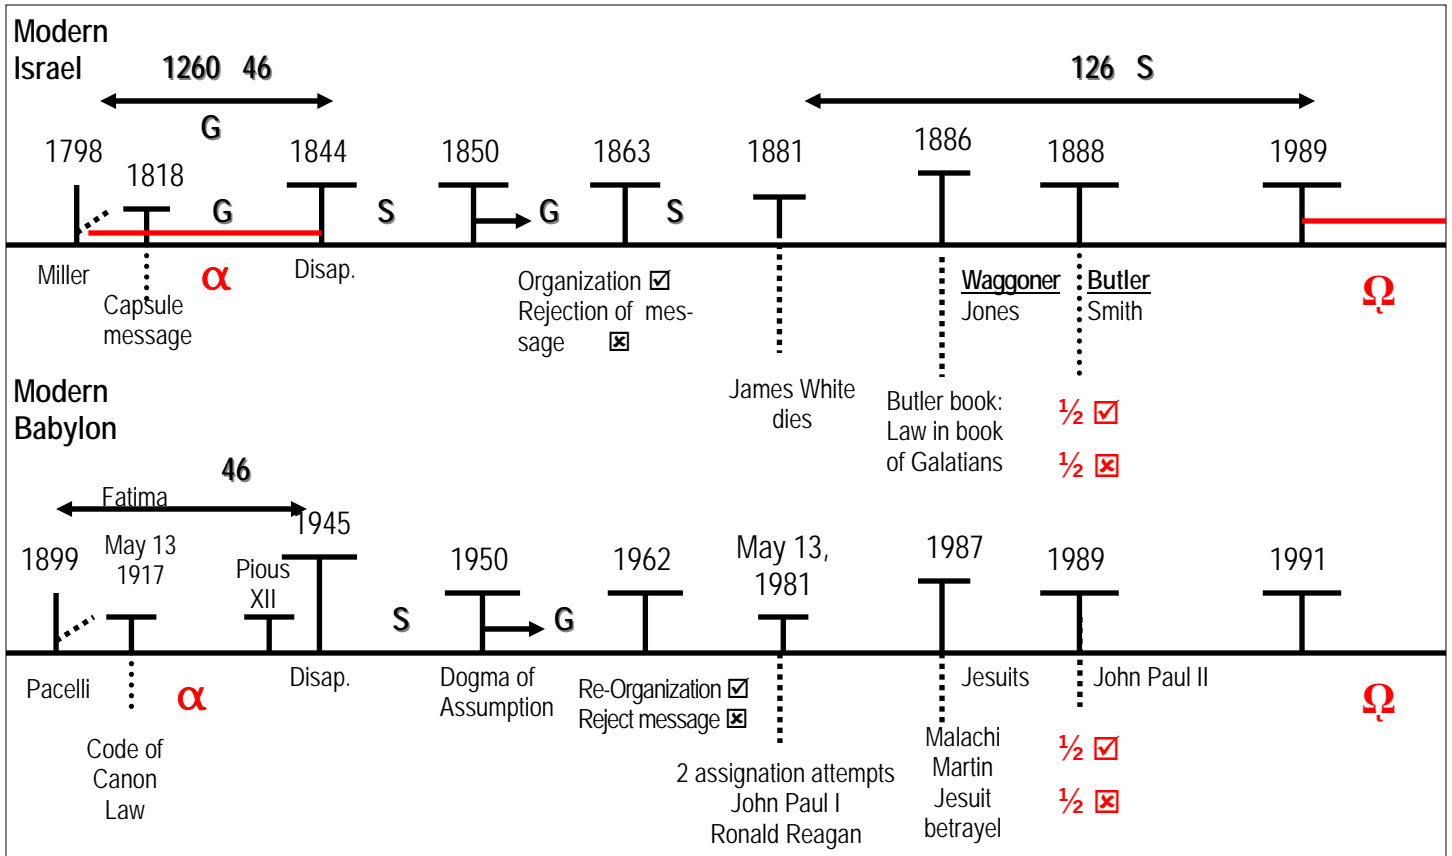 Modern
Israel
1260 46
126 S
G
1798
1818
1844
1850
1863
1881
1886
1888
1989
G
S
G
S
Miller
α
Disap.
Capsule
message
Organization ☑
Rejection of mes-
sage ☒
Waggoner
Jones
Butler
Smith
Ω
James White
dies
Butler book:
Law in book
of Galatians
½ ☑
½ ☒
Modern
Babylon
46
Fatima
1899
May 13
1917
Pious
XII
1945
1950
1962
May 13,
1981
1987
1989
1991
S
G
Pacelli
α
Disap.
Dogma of
Assumption
Re-Organization ☑
Reject message ☒
Jesuits
John Paul II
Ω
Code of
Canon
Law
2 assignation attempts
John Paul I
Ronald Reagan
Malachi
Martin
Jesuit
betrayel
½ ☑
½ ☒